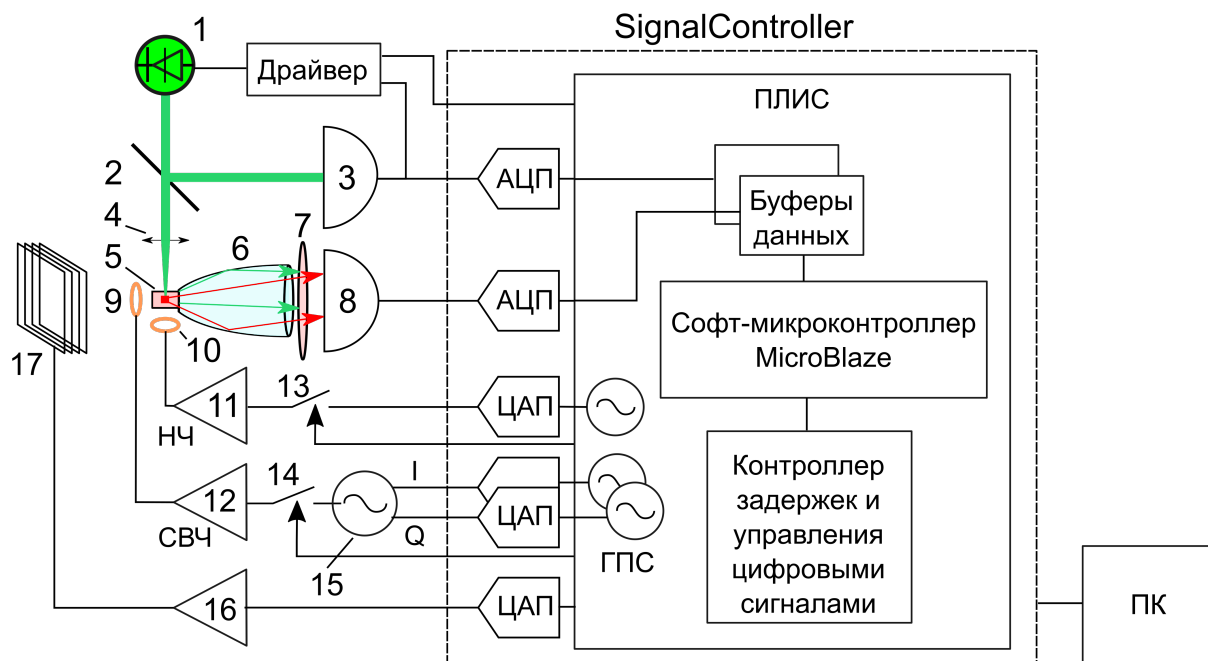 SignalController
1
Драйвер
ПЛИС
2
3
АЦП
Буферы
данных
4
5
6
7
8
9
10
АЦП
Софт-микроконтроллер
MicroBlaze
17
11
НЧ
13
ЦАП
12
СВЧ
14
I
Q
15
ЦАП
ГПС
Контроллер
задержек и
управления
цифровыми
сигналами
16
ЦАП
ПК